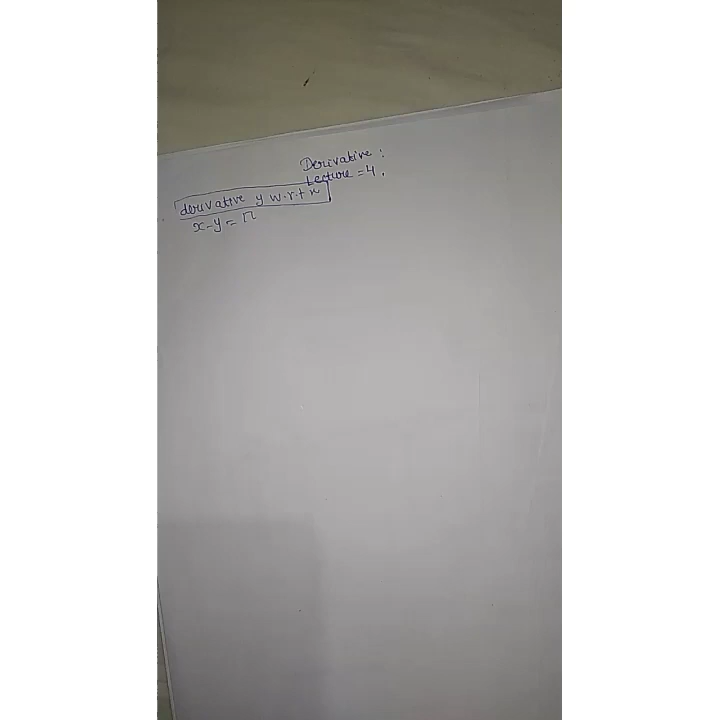 Derivative :
Lecture = 4 .
derivative y w.r.t x
x - y = π